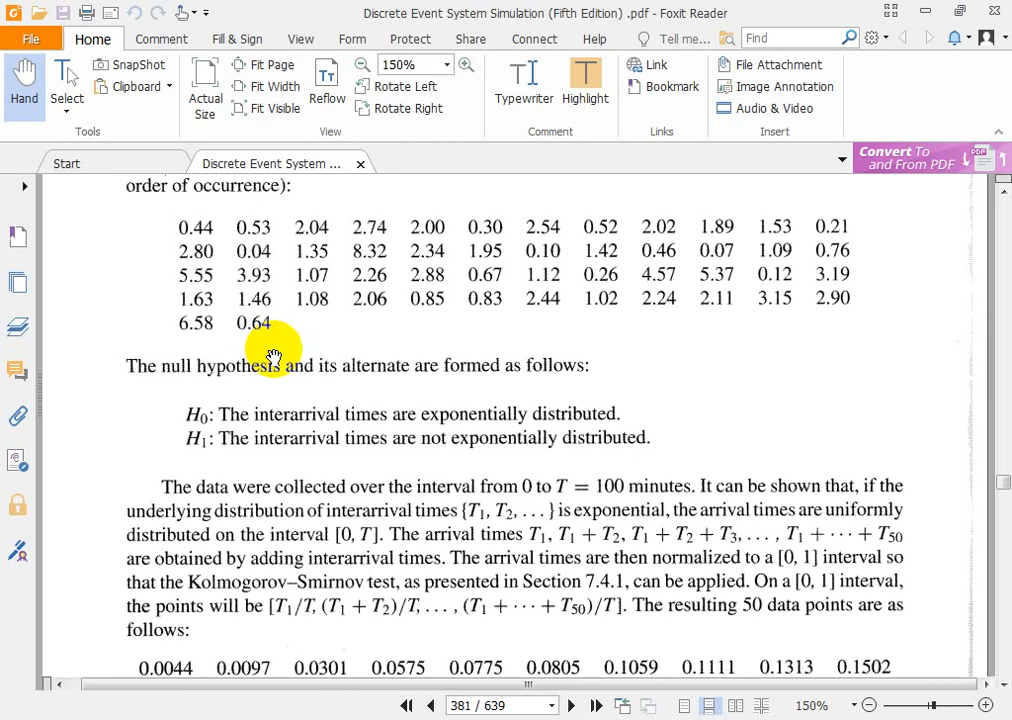 Discrete Event System Simulation (Fifth Edition) .pdf - Foxit Reader
File Home Comment Fill & Sign View Form Protect Share Connect Help Tell me... Find
Hand Select SnapShot Clipboard Actual Size Fit Page Fit Width Fit Visible Reflow 150% Rotate Left Rotate Right Typewriter Highlight Link Bookmark File Attachment Image Annotation Audio & Video
Tools View Comment Links Insert
Start Discrete Event System ... Convert To and From PDF PDF
order of occurrence):
0.44 0.53 2.04 2.74 2.00 0.30 2.54 0.52 2.02 1.89 1.53 0.21
2.80 0.04 1.35 8.32 2.34 1.95 0.10 1.42 0.46 0.07 1.09 0.76
5.55 3.93 1.07 2.26 2.88 0.67 1.12 0.26 4.57 5.37 0.12 3.19
1.63 1.46 1.08 2.06 0.85 0.83 2.44 1.02 2.24 2.11 3.15 2.90
6.58 0.64
The null hypothesis and its alternate are formed as follows:
H₀: The interarrival times are exponentially distributed.
H₁: The interarrival times are not exponentially distributed.
The data were collected over the interval from 0 to T = 100 minutes. It can be shown that, if the
underlying distribution of interarrival times {T₁, T₂, . . . } is exponential, the arrival times are uniformly
distributed on the interval [0, T]. The arrival times T₁, T₁ + T₂, T₁ + T₂ + T₃, . . . , T₁ + · · · + T₅₀
are obtained by adding interarrival times. The arrival times are then normalized to a [0, 1] interval so
that the Kolmogorov–Smirnov test, as presented in Section 7.4.1, can be applied. On a [0, 1] interval,
the points will be [T₁/T, (T₁ + T₂)/T, . . . , (T₁ + · · · + T₅₀)/T]. The resulting 50 data points are as
follows:
0.0044 0.0097 0.0301 0.0575 0.0775 0.0805 0.1059 0.1111 0.1313 0.1502
381 / 639 150%